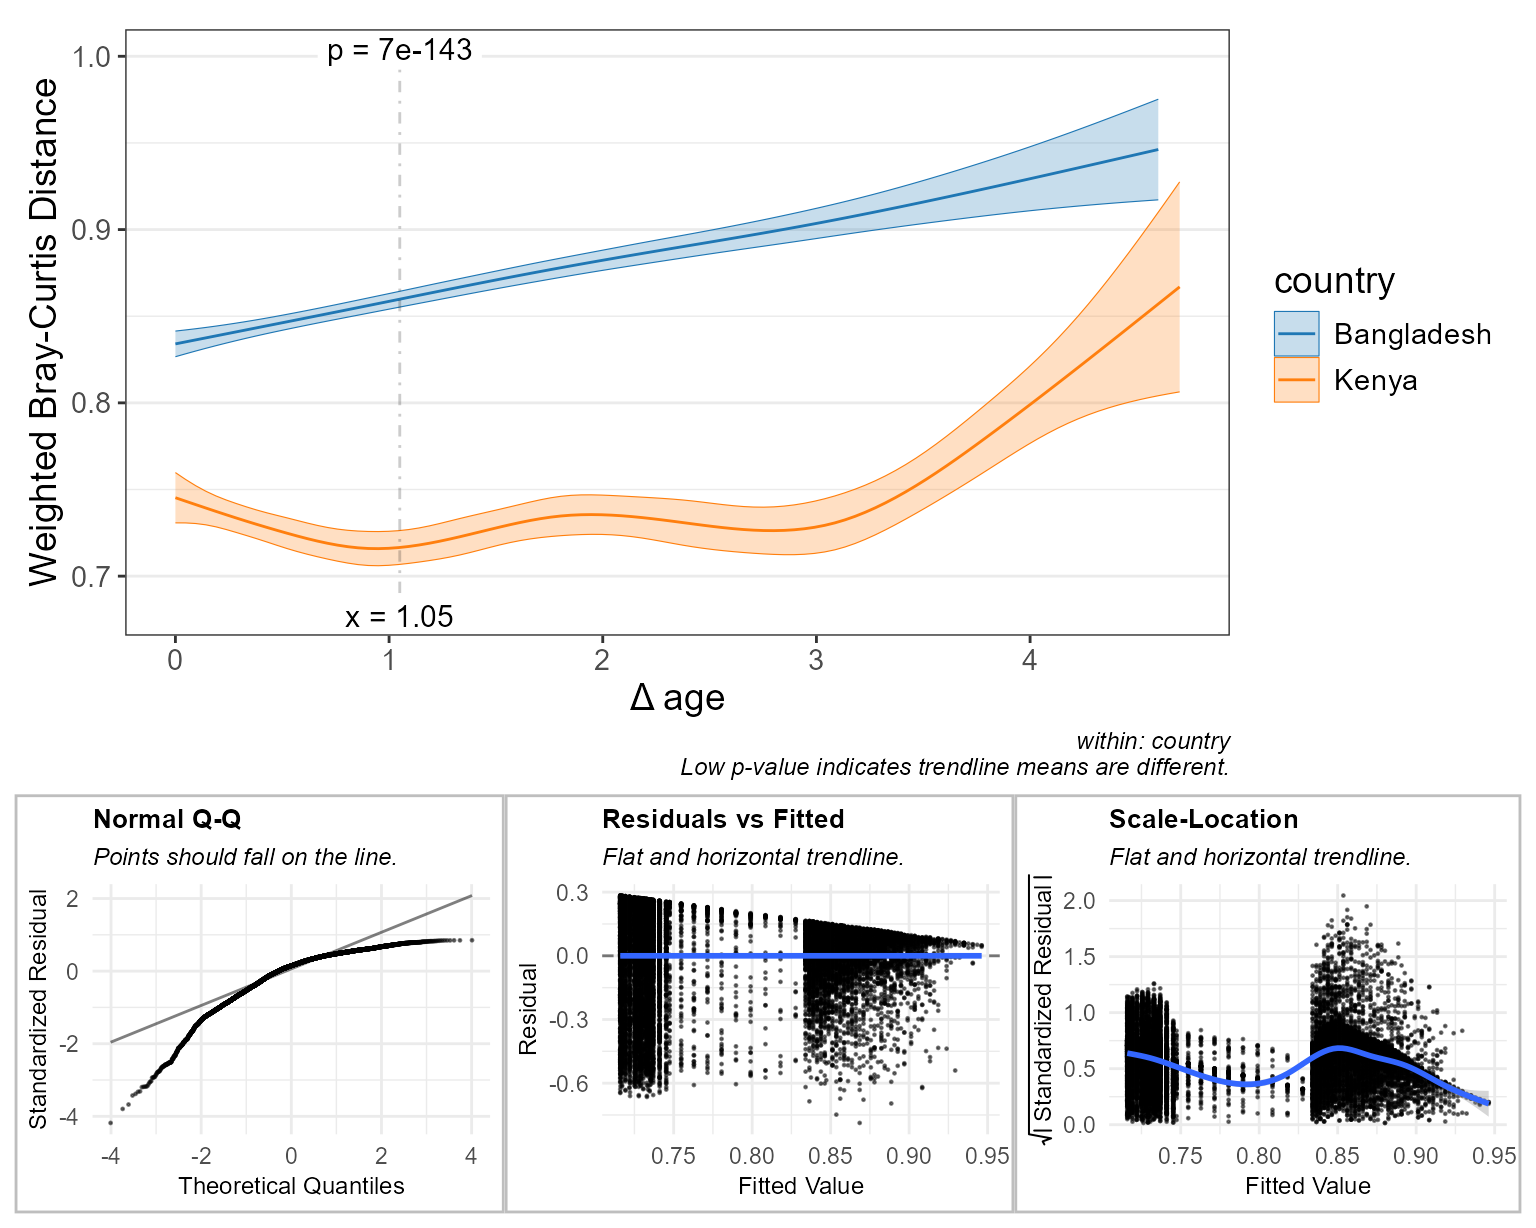 p = 7e-143
1.0
0.9
0.8
0.7
Weighted Bray-Curtis Distance
x = 1.05
0 1 2 3 4
Δ age
country
Bangladesh
Kenya
within: country
Low p-value indicates trendline means are different.
Normal Q-Q
Points should fall on the line.
Standardized Residual
2
0
-2
-4
-4 -2 0 2 4
Theoretical Quantiles
Residuals vs Fitted
Flat and horizontal trendline.
Residual
0.3
0.0
-0.3
-0.6
0.75 0.80 0.85 0.90 0.95
Fitted Value
Scale-Location
Flat and horizontal trendline.
√| Standardized Residual |
2.0
1.5
1.0
0.5
0.0
0.75 0.80 0.85 0.90 0.95
Fitted Value